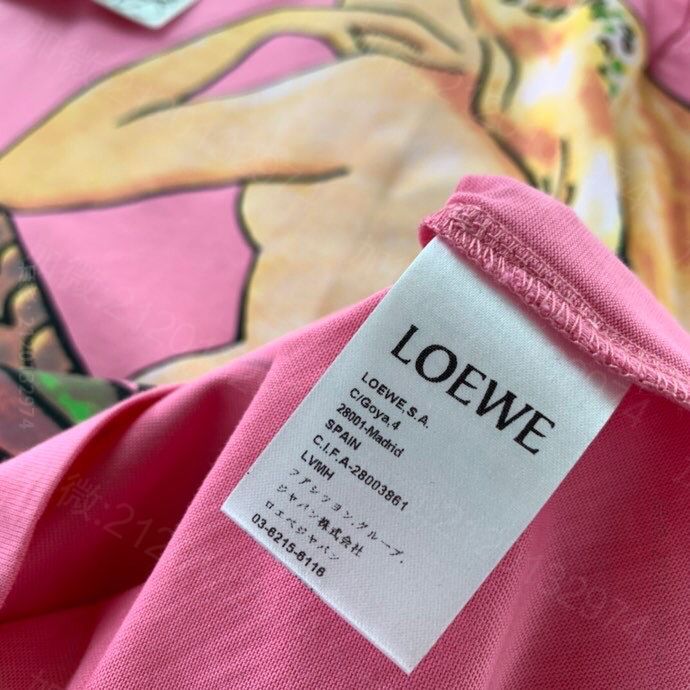 LOEWE
LOEWE,S.A.
C/Goya,4
28001-Madrid
SPAIN
C.I.F.A-28003861
LVMH
ファシツョン.グループ.
ジャパン株式会社
ロエベジャパン
03-6215-6116